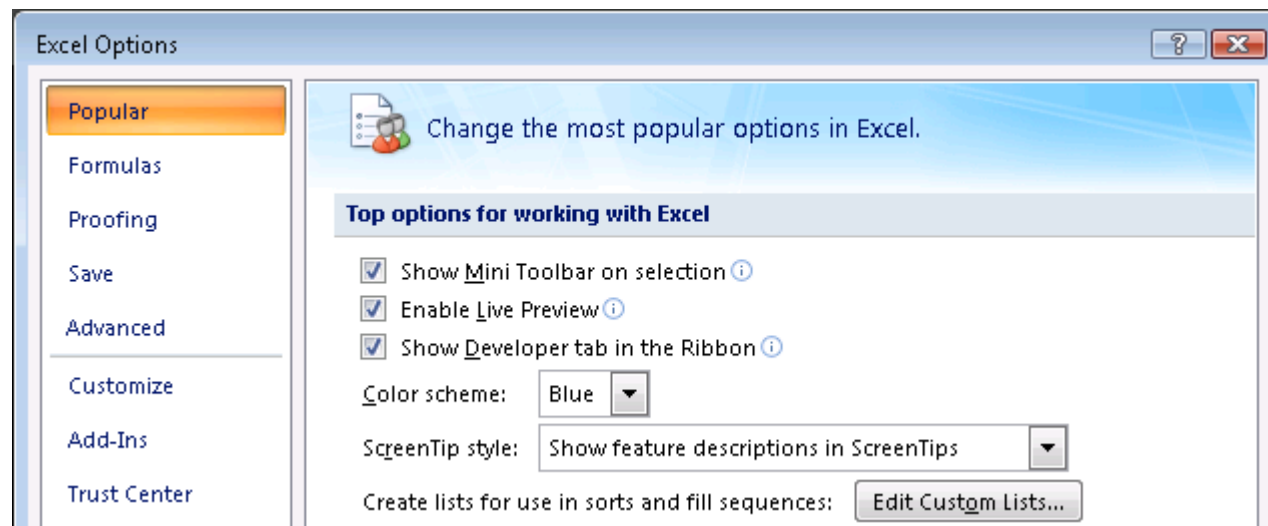 Excel Options
Popular
Formulas
Proofing
Save
Advanced
Customize
Add-Ins
Trust Center
Change the most popular options in Excel.
Top options for working with Excel
Show Mini Toolbar on selection
Enable Live Preview
Show Developer tab in the Ribbon
Color scheme: Blue
ScreenTip style: Show feature descriptions in ScreenTips
Create lists for use in sorts and fill sequences: Edit Custom Lists...